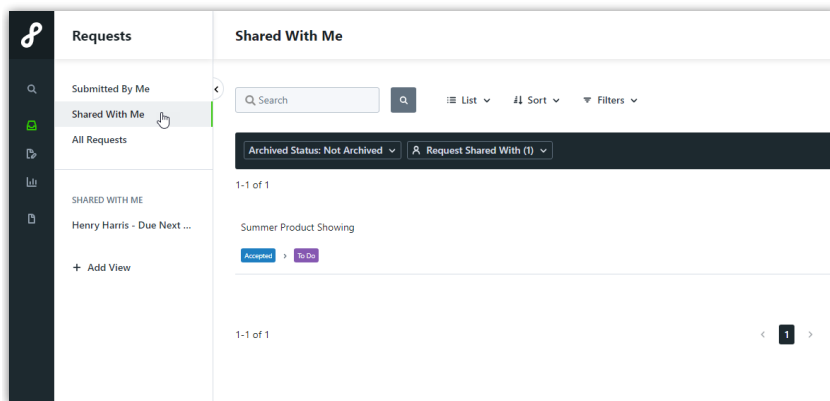 Requests
Submitted By Me
Shared With Me
All Requests
SHARED WITH ME
Henry Harris - Due Next ...
+ Add View
Shared With Me
Search
List
Sort
Filters
Archived Status: Not Archived
Request Shared With (1)
1-1 of 1
Summer Product Showing
Accepted > To Do
1-1 of 1
< 1 >